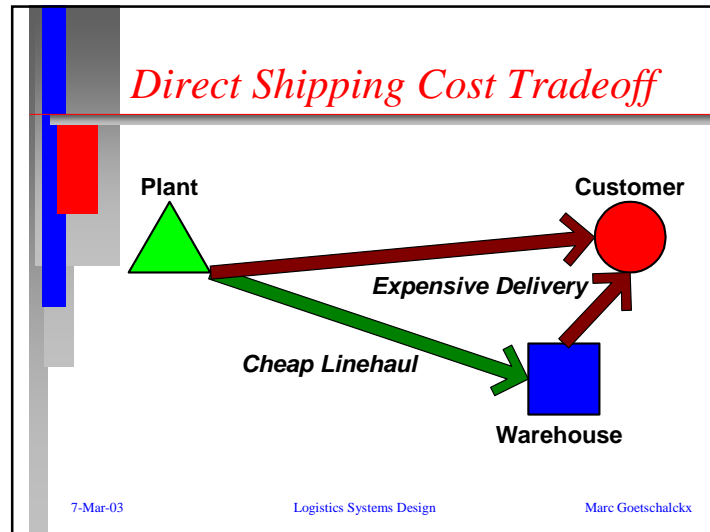 Direct Shipping Cost Tradeoff
Plant
Customer
Expensive Delivery
Cheap Linehaul
Warehouse
7-Mar-03
Logistics Systems Design
Marc Goetschalckx